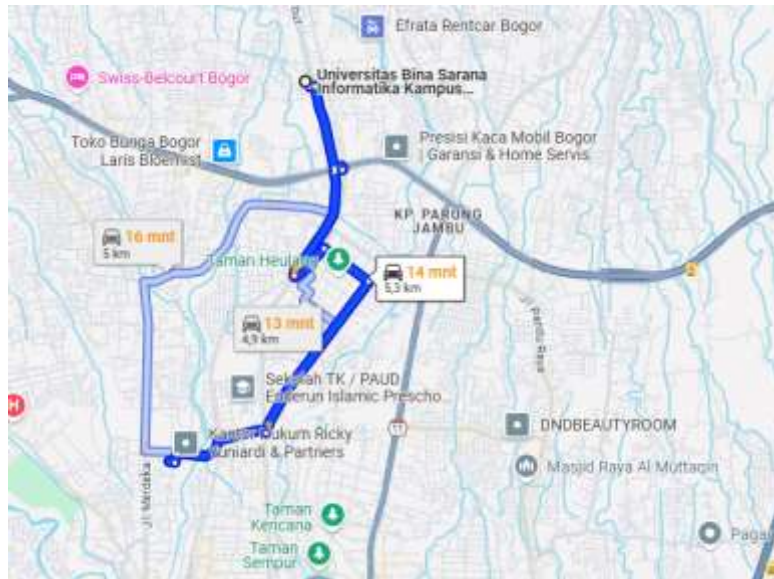 Efrata Rentcar Bogor
Swiss-Belcourt Bogor
Universitas Bina Sarana
Informatika Kampus...
Toko Bunga Bogor
Laris Bloemist
Presisi Kaca Mobil Bogor
| Garansi & Home Servis
KP. PARUNG
JAMBU
16 mnt
5 km
Taman Heulang
14 mnt
5,3 km
2
13 mnt
4,9 km
Jl Pandu Raya
Sekolah TK / PAUD
Islamic Prescho...
H
11
DNDBEAUTYROOM
Kantor Hukum Ricky
& Partners
Jl Merdeka
Masjid Raya Al Muttaqin
Taman
Kencana
Taman
Sempur